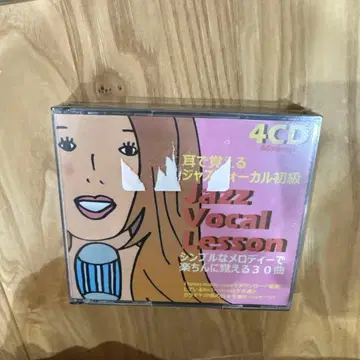 4CD
耳で覚える
ジャズヴォーカル初級
Jazz
Vocal
Lesson
シンプルなメロディーで
楽ちんに覚える30曲